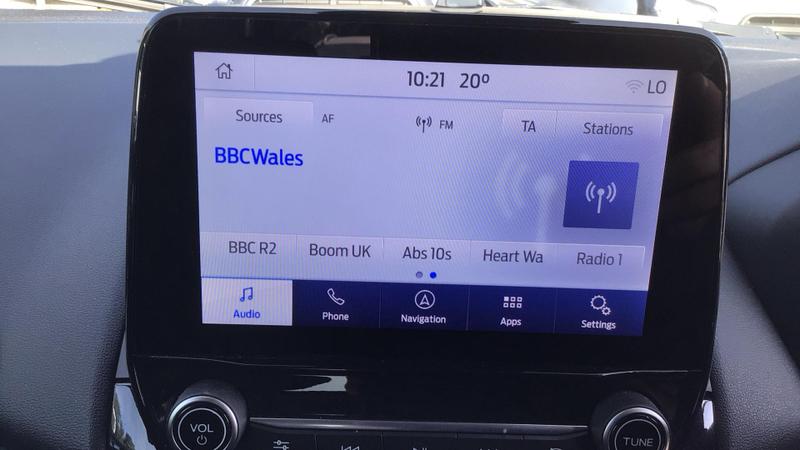 10:21 20°
LO
Sources AF FM TA Stations
BBCWales
BBC R2 Boom UK Abs 10s Heart Wa Radio 1
Audio Phone Navigation Apps Settings
VOL
TUNE